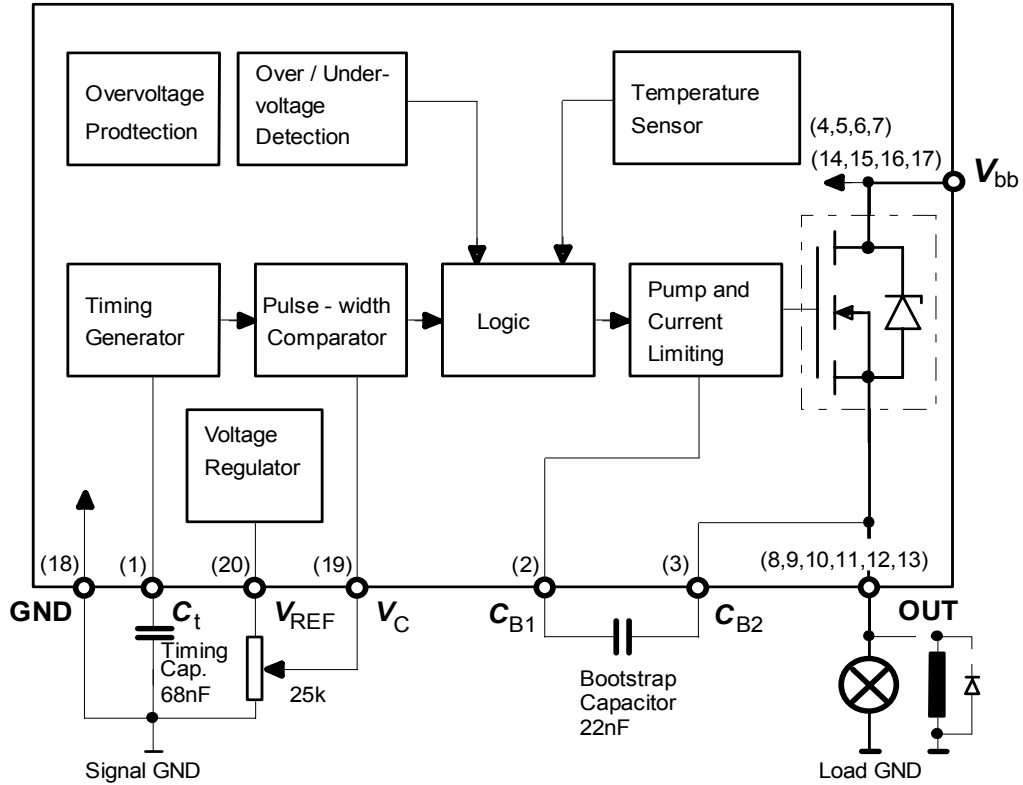 Overvoltage
Prodtection
Over / Under-
voltage
Detection
Temperature
Sensor
(4,5,6,7)
(14,15,16,17)
Vbb
Timing
Generator
Pulse - width
Comparator
Logic
Pump and
Current
Limiting
Voltage
Regulator
(18)
(1)
(20)
(19)
(2)
(3)
(8,9,10,11,12,13)
GND
Ct
VREF
VC
CB1
CB2
OUT
Timing
Cap.
68nF
25k
Bootstrap
Capacitor
22nF
Signal GND
Load GND